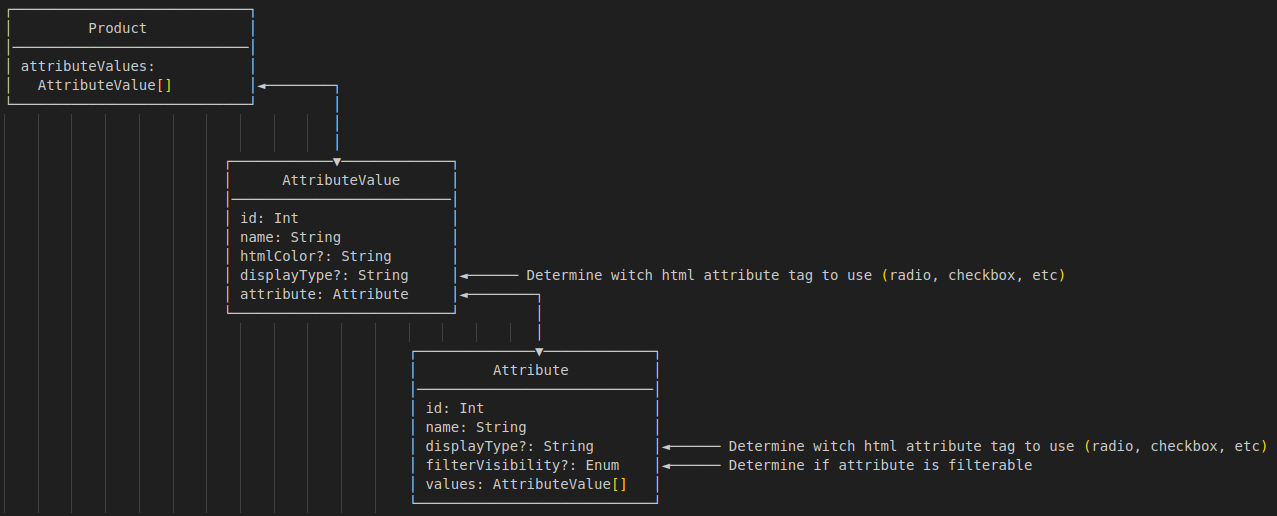 Product
attributeValues:
AttributeValue[]
AttributeValue
id: Int
name: String
htmlColor?: String
displayType?: String
Determine witch html attribute tag to use (radio, checkbox, etc)
attribute: Attribute
Attribute
id: Int
name: String
displayType?: String
Determine witch html attribute tag to use (radio, checkbox, etc)
filterVisibility?: Enum
Determine if attribute is filterable
values: AttributeValue[]